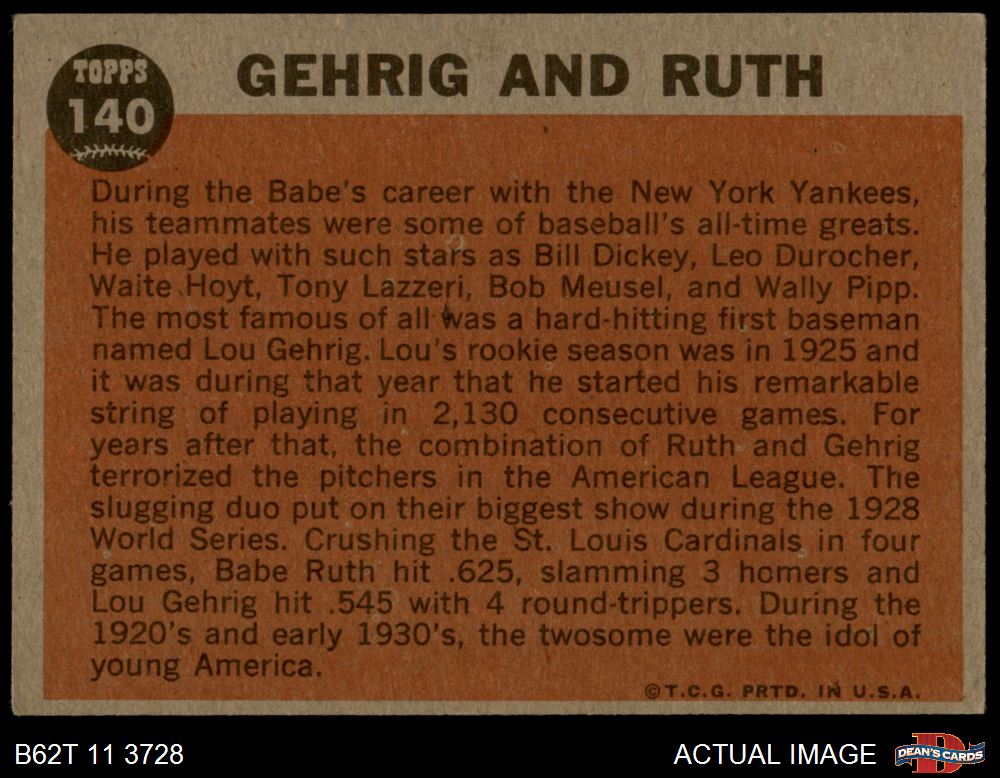 TOPPS
140
GEHRIG AND RUTH
During the Babe's career with the New York Yankees,
his teammates were some of baseball's all-time greats.
He played with such stars as Bill Dickey, Leo Durocher,
Waite Hoyt, Tony Lazzeri, Bob Meusel, and Wally Pipp.
The most famous of all was a hard-hitting first baseman
named Lou Gehrig. Lou's rookie season was in 1925 and
it was during that year that he started his remarkable
string of playing in 2,130 consecutive games. For
years after that, the combination of Ruth and Gehrig
terrorized the pitchers in the American League. The
slugging duo put on their biggest show during the 1928
World Series. Crushing the St. Louis Cardinals in four
games, Babe Ruth hit .625, slamming 3 homers and
Lou Gehrig hit .545 with 4 round-trippers. During the
1920's and early 1930's, the twosome were the idol of
young America.
©T.C.G. PRTD. IN U.S.A.
B62T 11 3728
ACTUAL IMAGE
DEAN'S CARDS